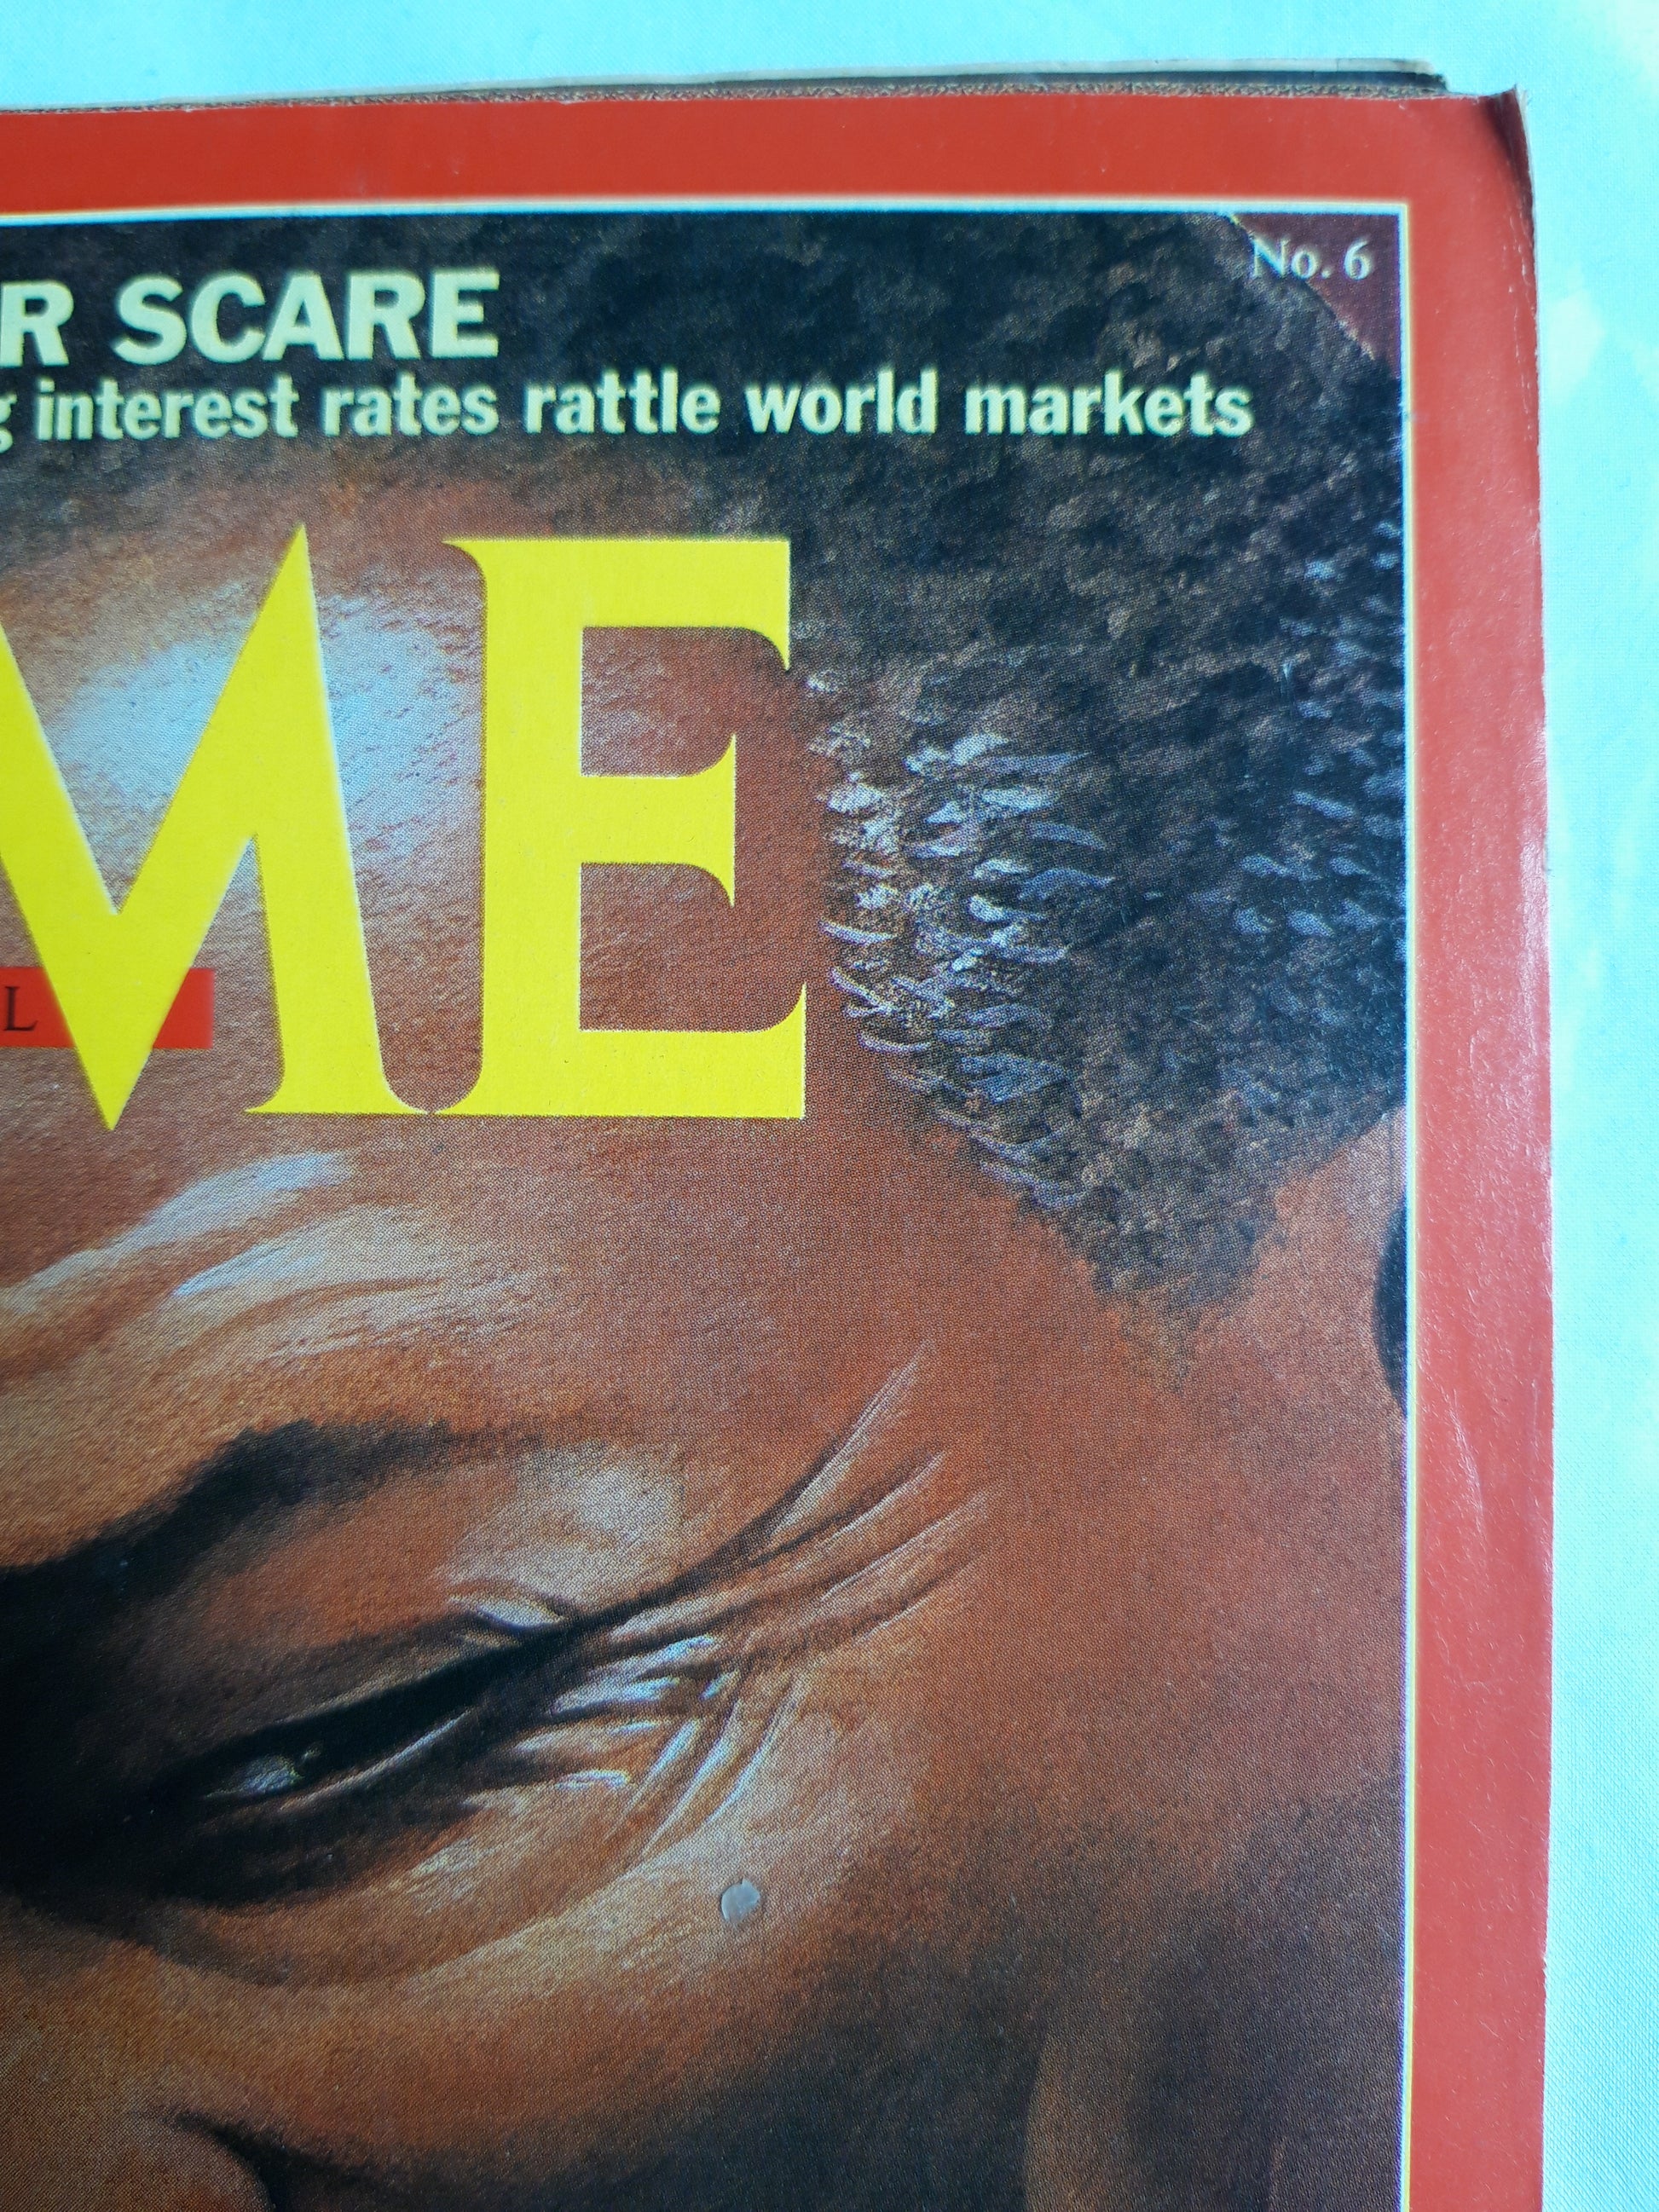 No. 6
R SCARE
g interest rates rattle world markets
ME
L